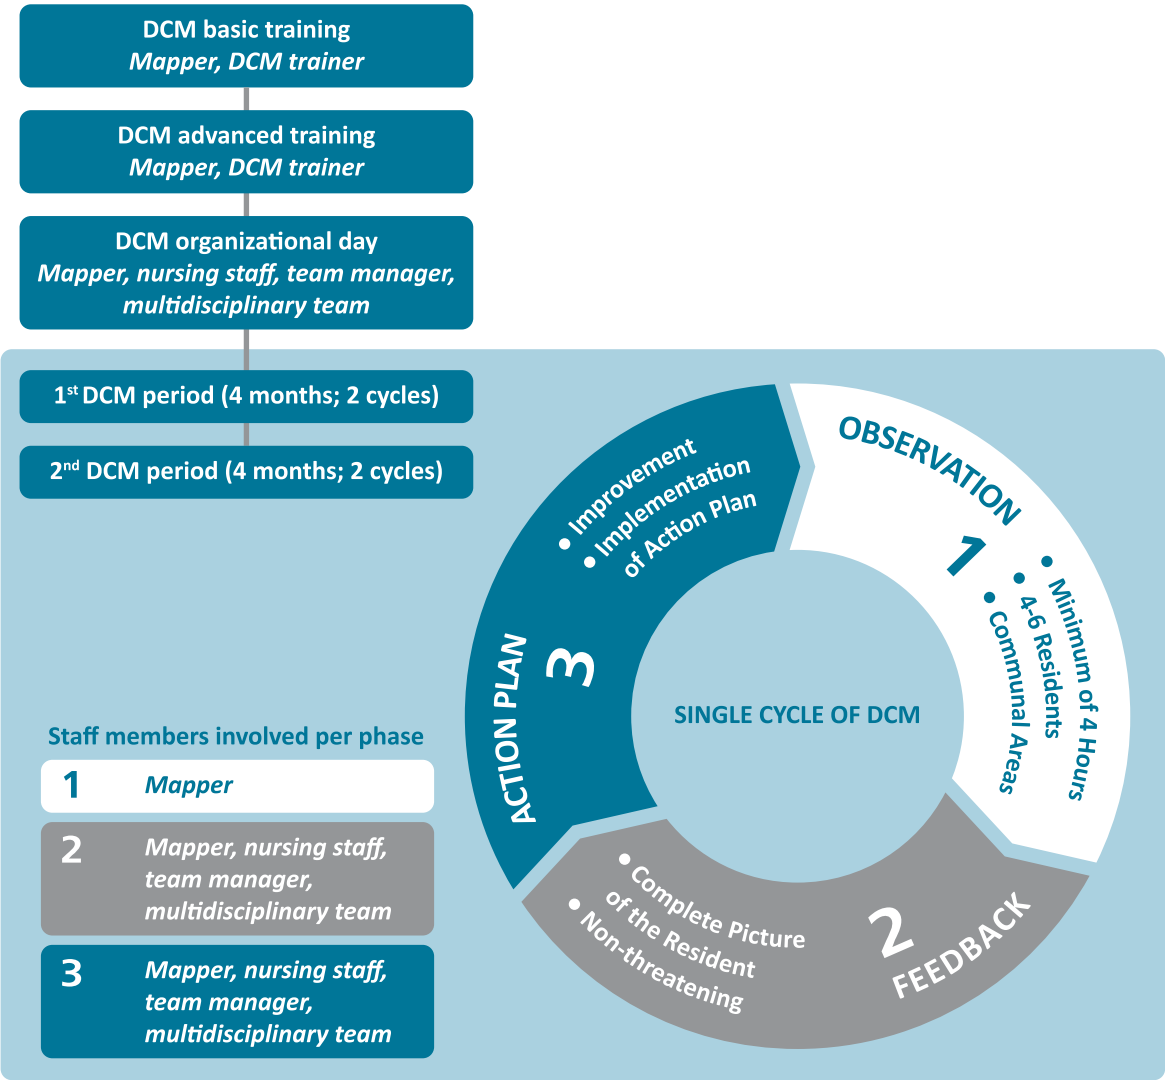 DCM basic training
Mapper, DCM trainer
DCM advanced training
Mapper, DCM trainer
DCM organizational day
Mapper, nursing staff, team manager,
multidisciplinary team
1st DCM period (4 months; 2 cycles)
2nd DCM period (4 months; 2 cycles)
OBSERVATION
1
• Minimum of 4 Hours
• 4-6 Residents
• Communal Areas
2
FEEDBACK
• Complete Picture
of the Resident
• Non-threatening
ACTION PLAN
3
• Improvement
• Implementation
of Action Plan
SINGLE CYCLE OF DCM
Staff members involved per phase
1 Mapper
2 Mapper, nursing staff,
team manager,
multidisciplinary team
3 Mapper, nursing staff,
team manager,
multidisciplinary team